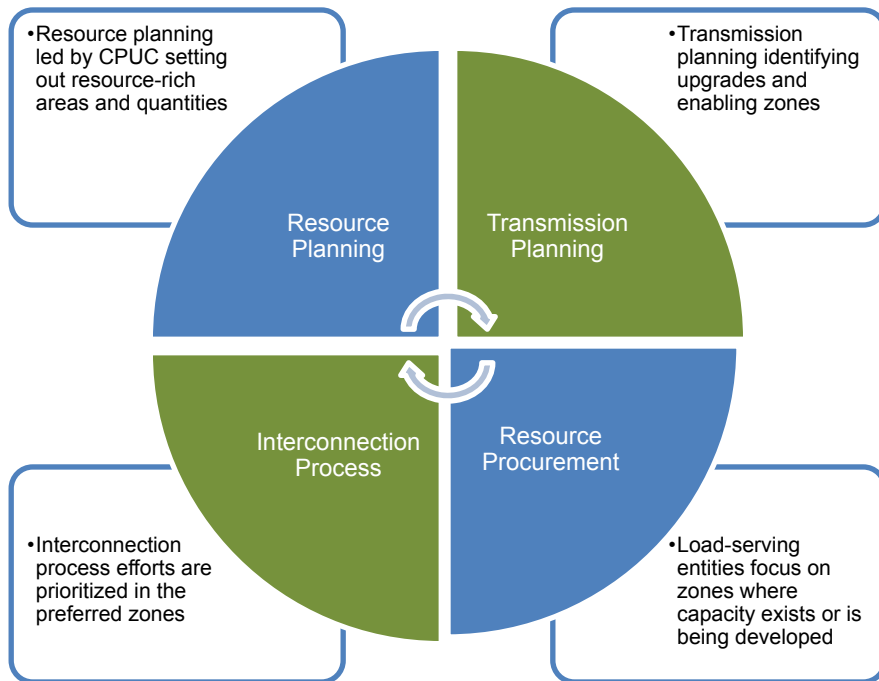 •Resource planning
led by CPUC setting
out resource-rich
areas and quantities
•Transmission
planning identifying
upgrades and
enabling zones
Resource
Planning
Transmission
Planning
Interconnection
Process
Resource
Procurement
•Interconnection
process efforts are
prioritized in the
preferred zones
•Load-serving
entities focus on
zones where
capacity exists or is
being developed